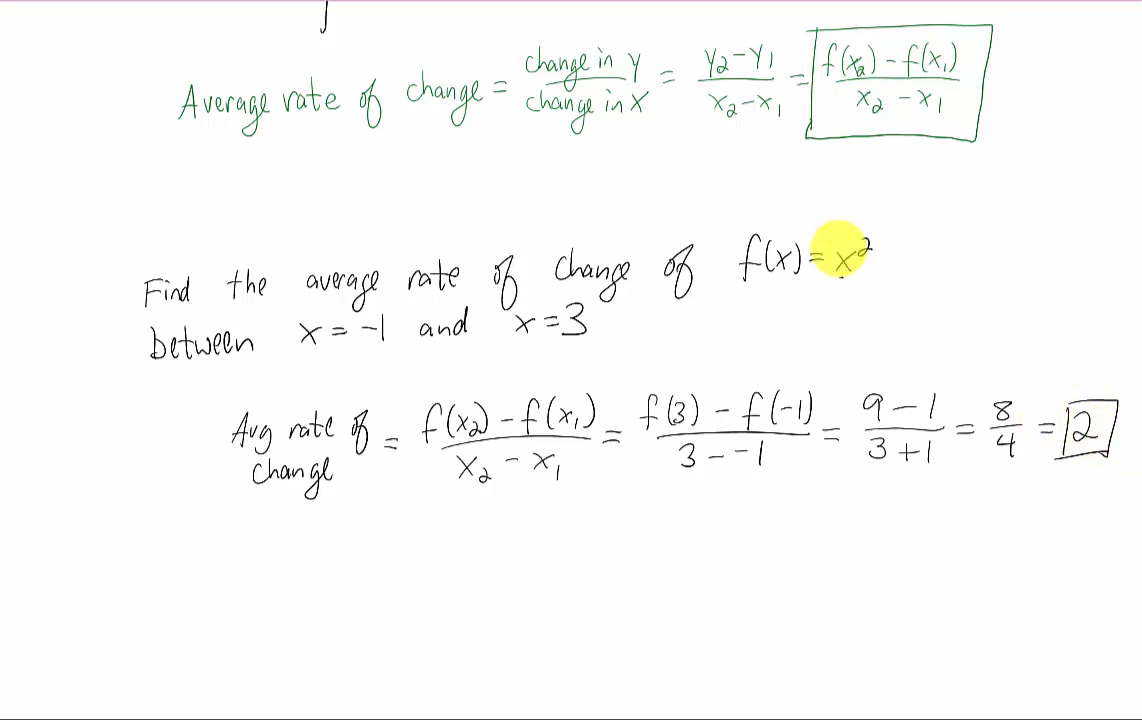 Average rate of change = change in y / change in x = y₂-y₁ / x₂-x₁ = f(x₂)-f(x₁) / x₂-x₁
Find the average rate of change of f(x)=x²
between x=-1 and x=3
Avg rate of change = f(x₂)-f(x₁) / x₂-x₁ = f(3)-f(-1) / 3--1 = 9-1 / 3+1 = 8/4 = 2